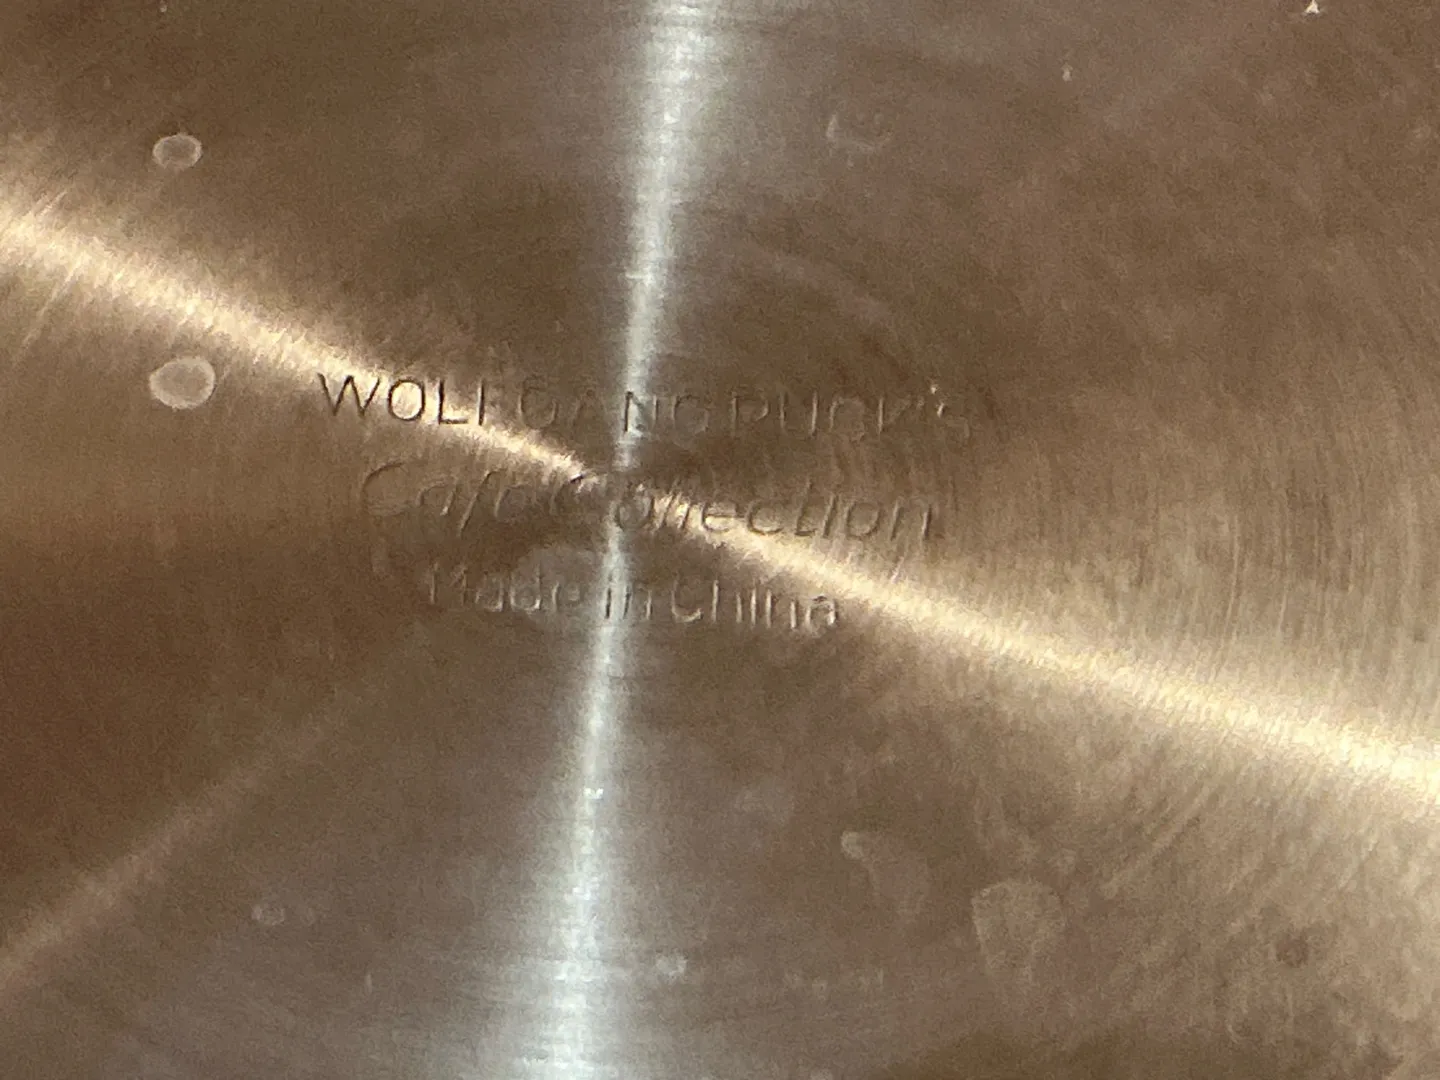 WOLFGANG PUCK'S
Cafe Collection
Made in China